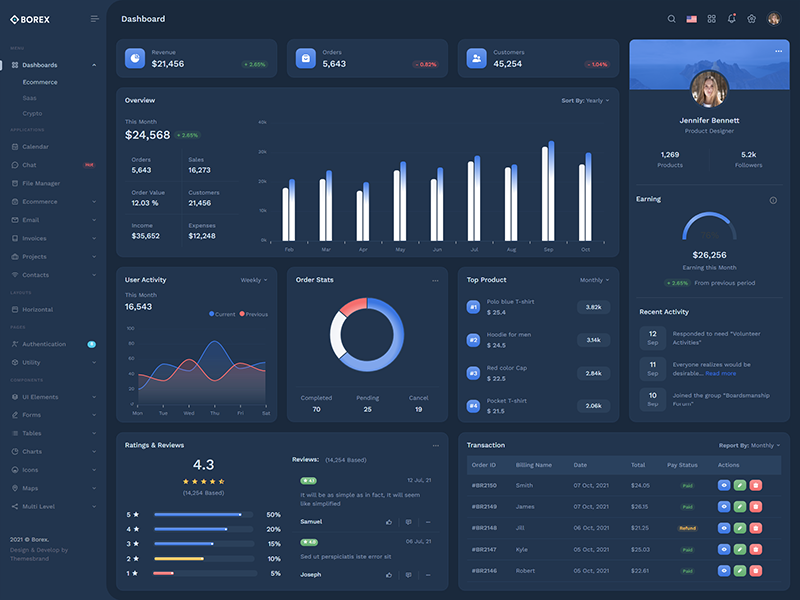 BOREX
MENU
Dashboards
Ecommerce
Saas
Crypto
APPLICATIONS
Calendar
Chat Hot
File Manager
Ecommerce
Email
Invoices
Projects
Contacts
LAYOUTS
Horizontal
PAGES
Authentication
Utility
COMPONENTS
UI Elements
Forms
Tables
Charts
Icons
Maps
Multi Level
2021 © Borex.
Design & Develop by
Themesbrand
Dashboard
Revenue
$21,456
+ 2.65%
Orders
5,643
- 0.82%
Customers
45,254
- 1.04%
Overview
Sort By: Yearly
This Month
$24,568 + 2.65%
Orders Sales
5,643 16,273
Order Value Customers
12.03 % 21,456
Income Expenses
$35,652 $12,248
Feb Mar Apr May Jun Jul Aug Sep Oct
Jennifer Bennett
Product Designer
1,269 5.2k
Products Followers
Earning
$26,256
Earning this Month
+ 2.65% From previous period
Recent Activity
12
Sep
Responded to need "Volunteer
Activities"
11
Sep
Everyone realizes would be
desirable... Read more
10
Sep
Joined the group "Boardsmanship
Forum"
User Activity
Weekly
This Month
16,543
Current Previous
100
80
60
40
20
0
Mon Tue Wed Thu Fri Sat
Order Stats
Completed Pending Cancel
70 25 19
Top Product
Monthly
#1 Polo blue T-shirt
$ 25.4
3.82k
#2 Hoodie for men
$ 24.5
3.14k
#3 Red color Cap
$ 22.5
2.84k
#4 Pocket T-shirt
$ 21.5
2.06k
Ratings & Reviews
4.3
(14,254 Based)
5 50%
4 20%
3 15%
2 10%
1 5%
Reviews: (14,254 Based)
12 Jul, 21
It will be as simple as in fact, it will seem
like simplified
Samuel
06 Jul, 21
Sed ut perspiciatis iste error sit
Joseph
Transaction
Report By: Monthly
Order ID Billing Name Date Total Pay Status Actions
#BR2150 Smith 07 Oct, 2021 $24.05 Paid
#BR2149 James 07 Oct, 2021 $26.15 Paid
#BR2148 Jill 06 Oct, 2021 $21.25 Refund
#BR2147 Kyle 05 Oct, 2021 $25.03 Paid
#BR2146 Robert 05 Oct, 2021 $22.61 Paid